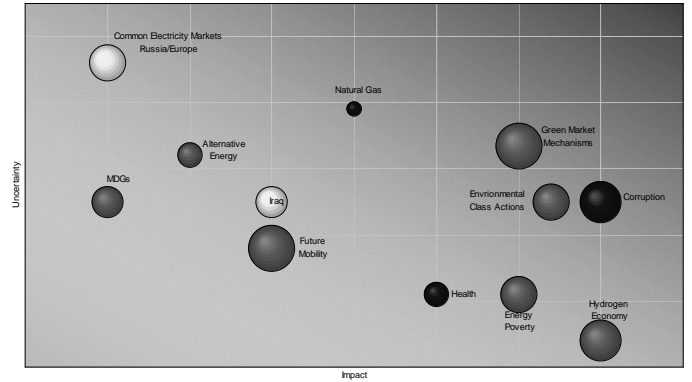 Common Electricity Markets
Russia/Europe
Natural Gas
Green Market
Mechanisms
Alternative
Energy
MDGs
Envrionmental
Class Actions
Corruption
Iraq
Future
Mobility
Health
Energy
Poverty
Hydrogen
Economy
Uncertainty
Impact